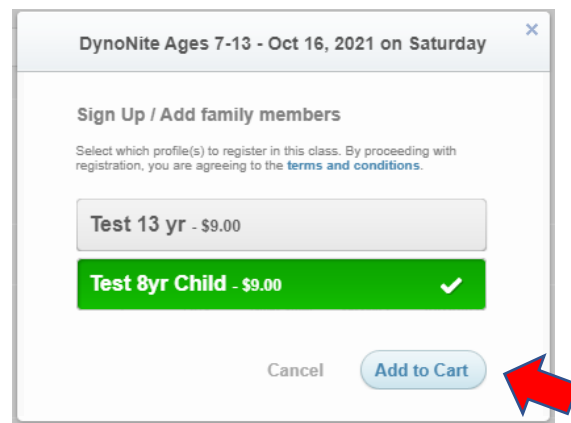 DynoNite Ages 7-13 - Oct 16, 2021 on Saturday
×
Sign Up / Add family members
Select which profile(s) to register in this class. By proceeding with
registration, you are agreeing to the terms and conditions.
Test 13 yr - $9.00
Test 8yr Child - $9.00
Cancel
Add to Cart